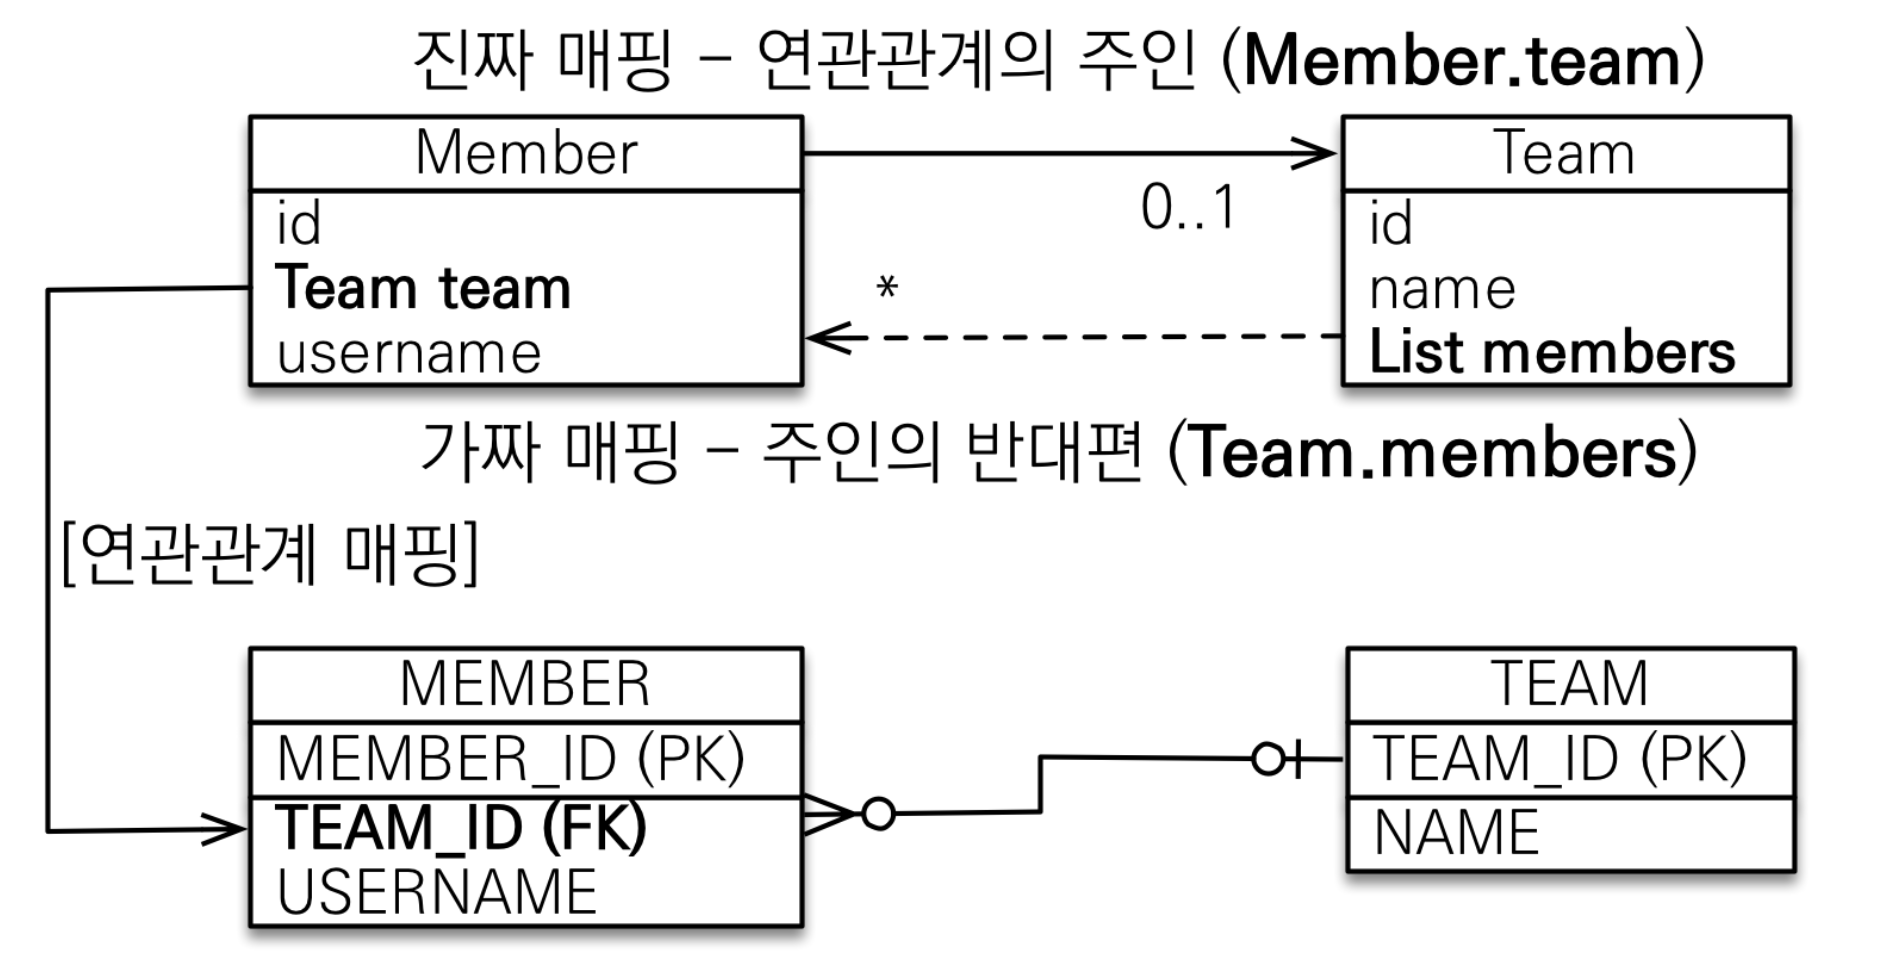 진짜 매핑 - 연관관계의 주인 (Member.team)
Member
id
Team team
username
0..1
*
Team
id
name
List members
가짜 매핑 - 주인의 반대편 (Team.members)
[연관관계 매핑]
MEMBER
MEMBER_ID (PK)
TEAM_ID (FK)
USERNAME
TEAM
TEAM_ID (PK)
NAME